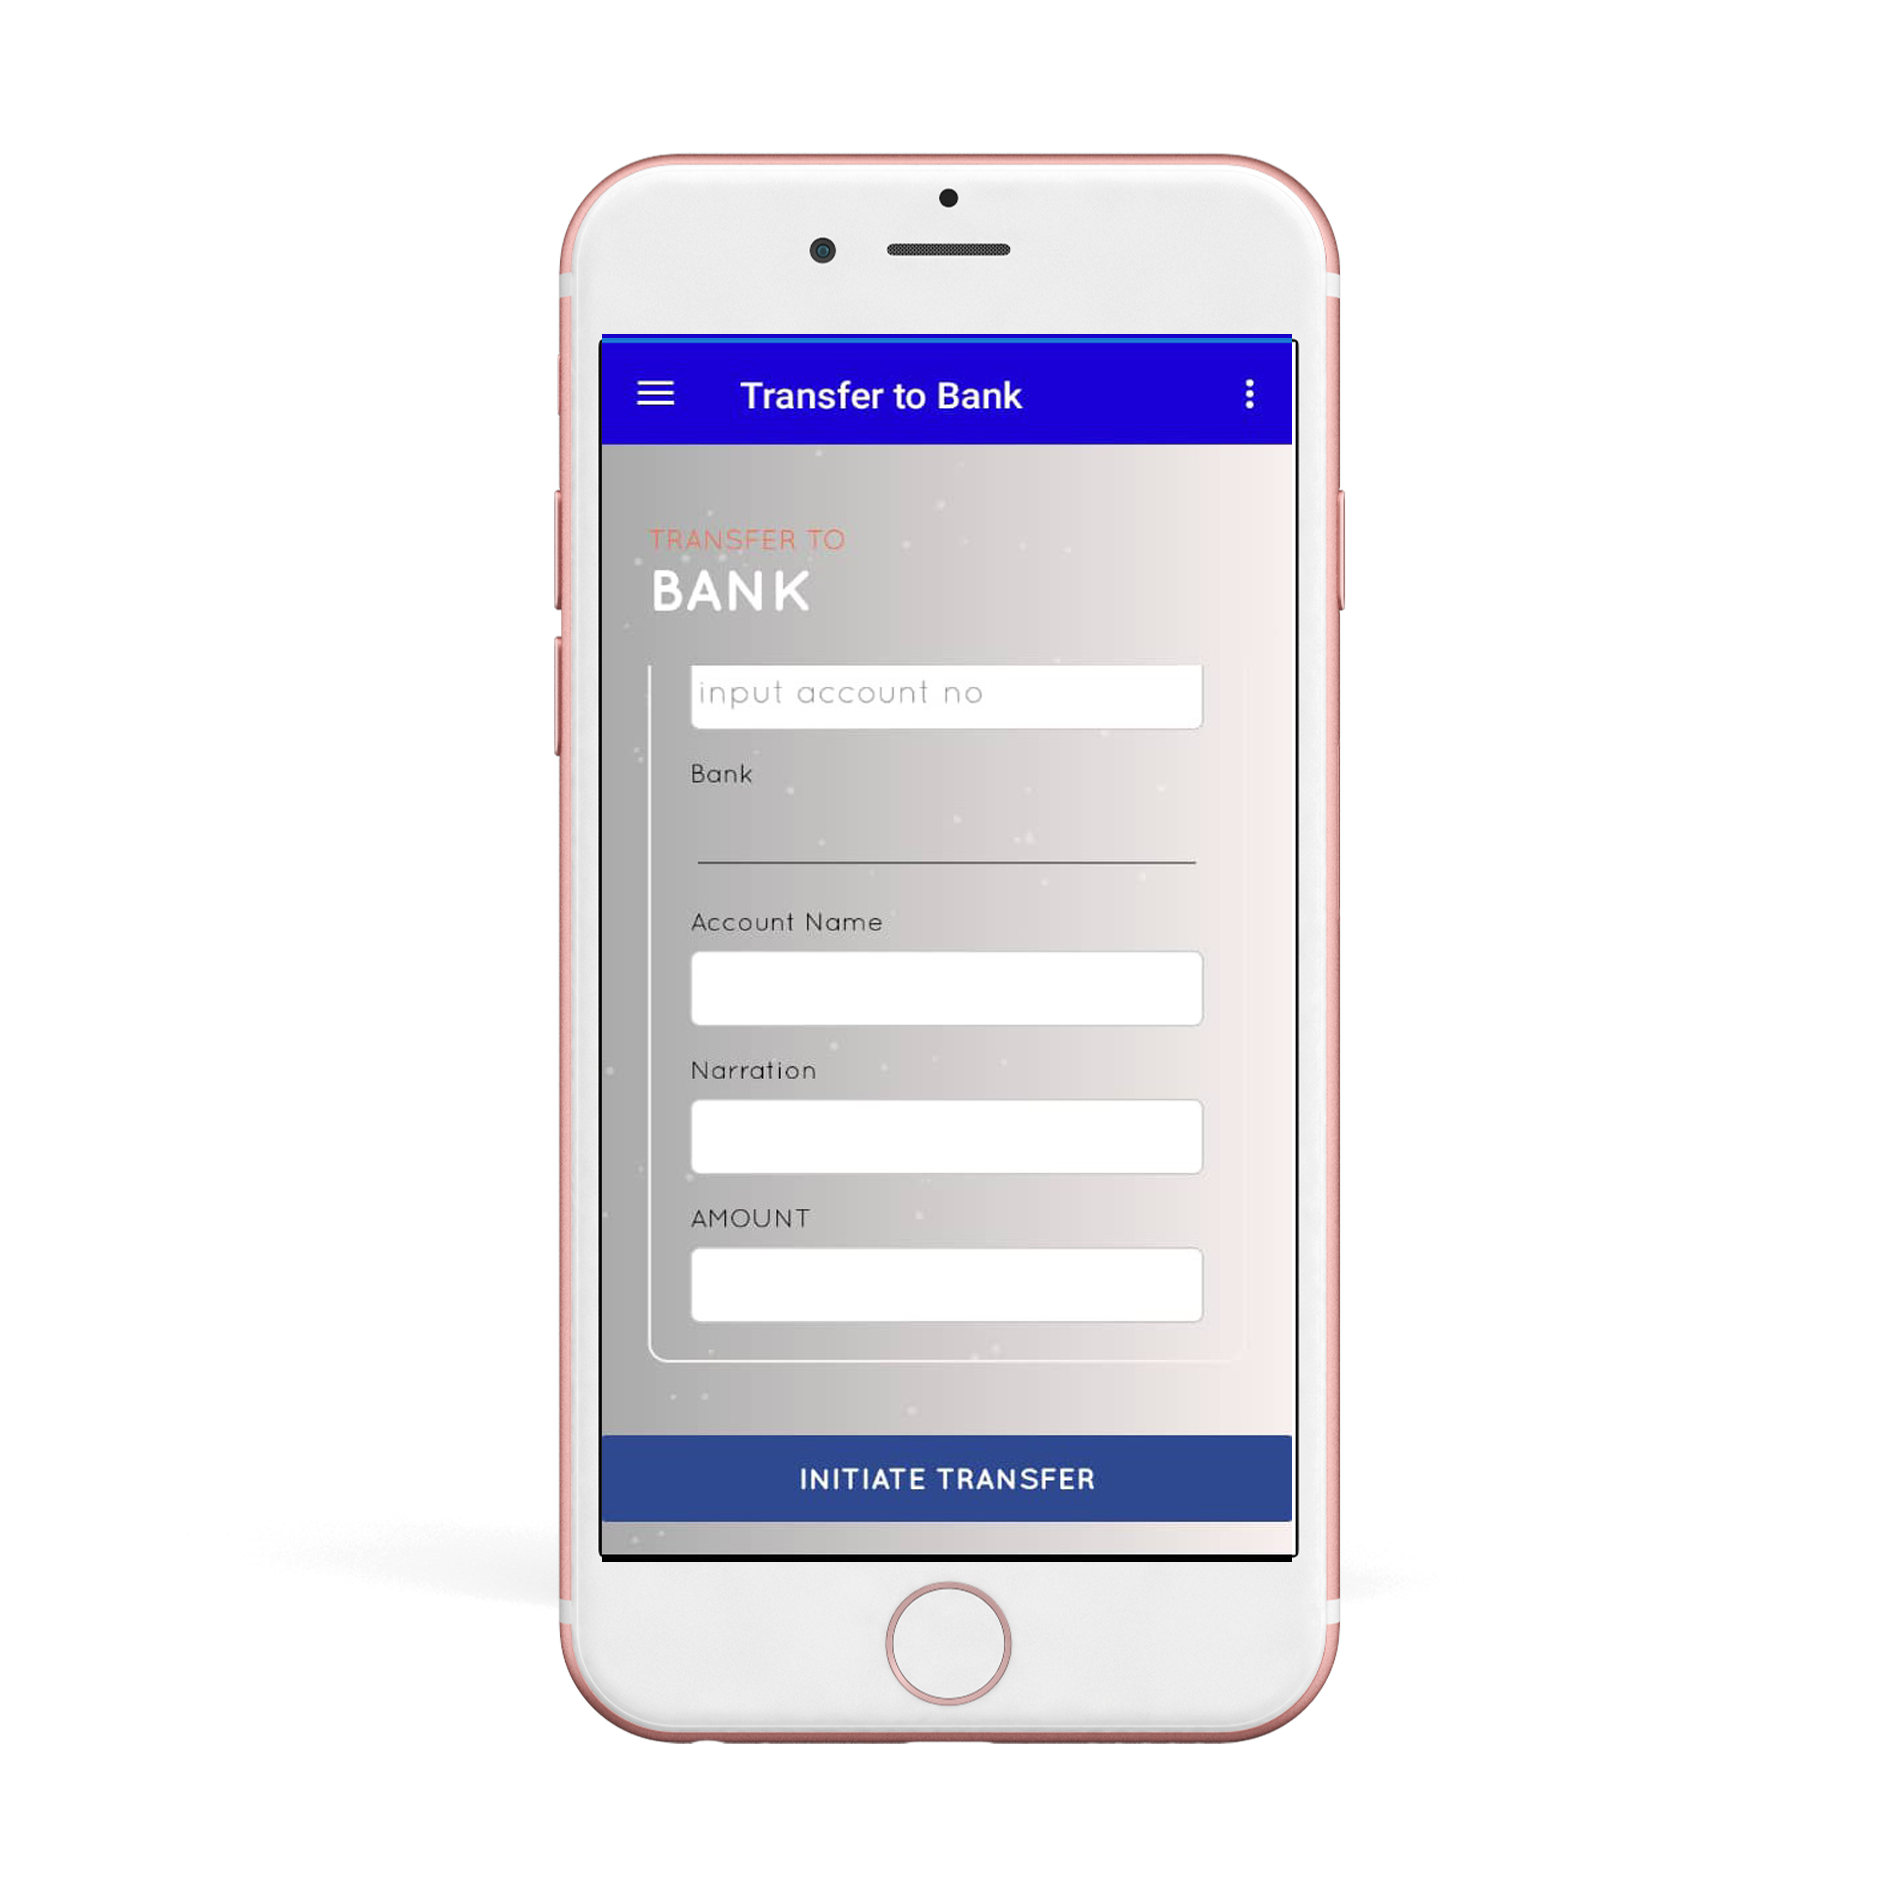 Transfer to Bank
TRANSFER TO
BANK
input account no
Bank
Account Name
Narration
AMOUNT
INITIATE TRANSFER